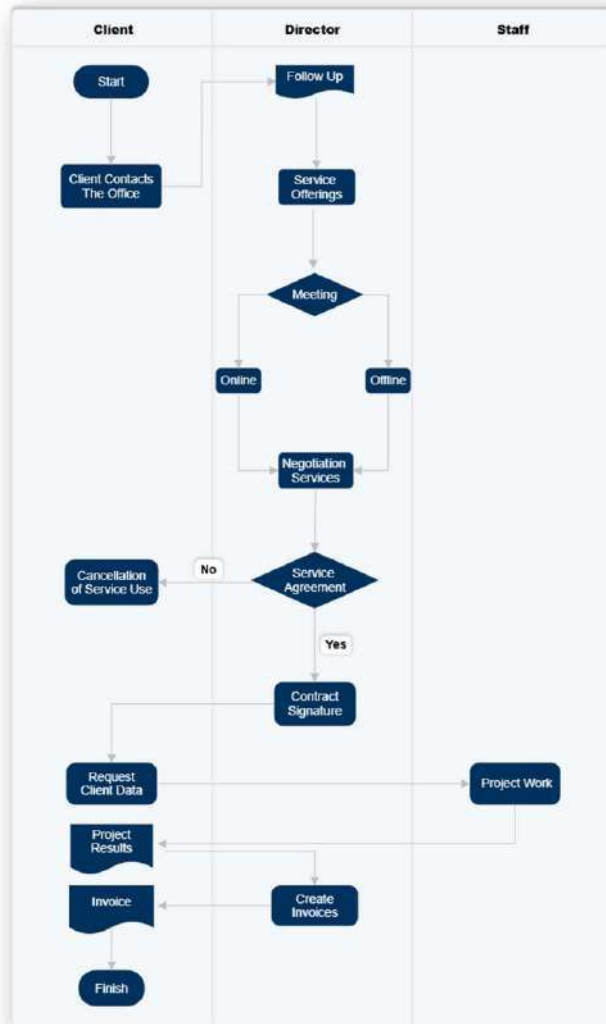 Client
Director
Staff
Start
Follow Up
Client Contacts
The Office
Service
Offerings
Meeting
Online
Offline
Negotiation
Services
Cancellation
of Service Use
No
Service
Agreement
Yes
Contract
Signature
Request
Client Data
Project Work
Project
Results
Invoice
Create
Invoices
Finish